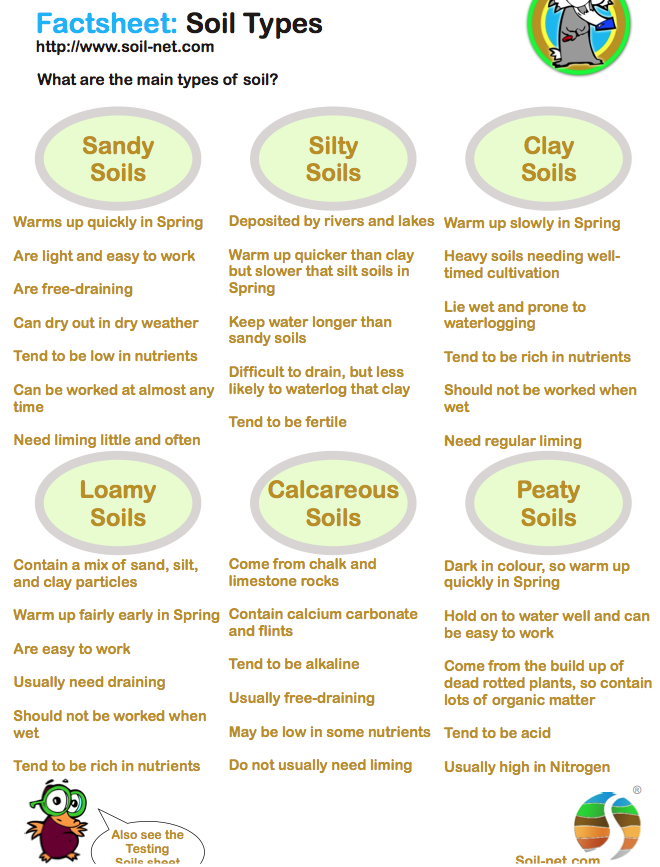 Factsheet: Soil Types
http://www.soil-net.com
What are the main types of soil?
Sandy
Soils
Warms up quickly in Spring
Are light and easy to work
Are free-draining
Can dry out in dry weather
Tend to be low in nutrients
Can be worked at almost any
time
Need liming little and often
Silty
Soils
Deposited by rivers and lakes
Warm up quicker than clay
but slower that silt soils in
Spring
Keep water longer than
sandy soils
Difficult to drain, but less
likely to waterlog that clay
Tend to be fertile
Clay
Soils
Warm up slowly in Spring
Heavy soils needing well-
timed cultivation
Lie wet and prone to
waterlogging
Tend to be rich in nutrients
Should not be worked when
wet
Need regular liming
Loamy
Soils
Contain a mix of sand, silt,
and clay particles
Warm up fairly early in Spring
Are easy to work
Usually need draining
Should not be worked when
wet
Tend to be rich in nutrients
Calcareous
Soils
Come from chalk and
limestone rocks
Contain calcium carbonate
and flints
Tend to be alkaline
Usually free-draining
May be low in some nutrients
Do not usually need liming
Peaty
Soils
Dark in colour, so warm up
quickly in Spring
Hold on to water well and can
be easy to work
Come from the build up of
dead rotted plants, so contain
lots of organic matter
Tend to be acid
Usually high in Nitrogen
Also see the
Testing
Soils sheet
®
Soil-net.com